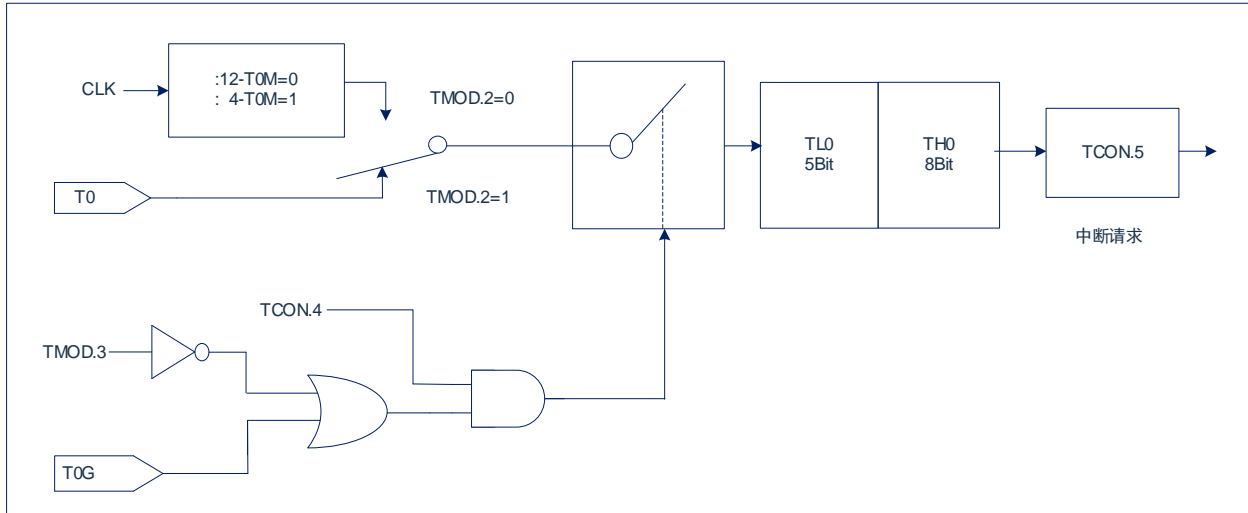 CLK
:12-T0M=0
: 4-T0M=1
TMOD.2=0
T0
TMOD.2=1
TL0
5Bit
TH0
8Bit
TCON.5
中断请求
TCON.4
TMOD.3
T0G